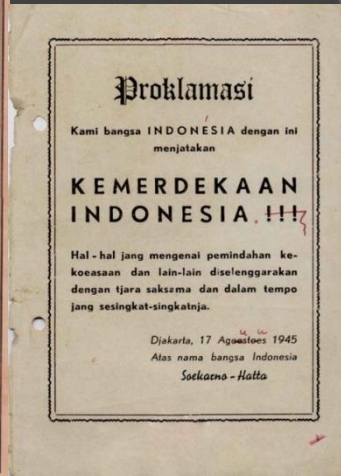 Proklamasi
Kami bangsa INDONESIA dengan ini
menjatakan
KEMERDEKAAN
INDONESIA !!!
Hal-hal jang mengenai pemindahan ke-
koeasaan dan lain-lain diselenggarakan
dengan tjara saksama dan dalam tempo
jang sesingkat-singkatnja.
Djakarta, 17 Agoestoes 1945
Atas nama bangsa Indonesia
Soekarno-Hatta